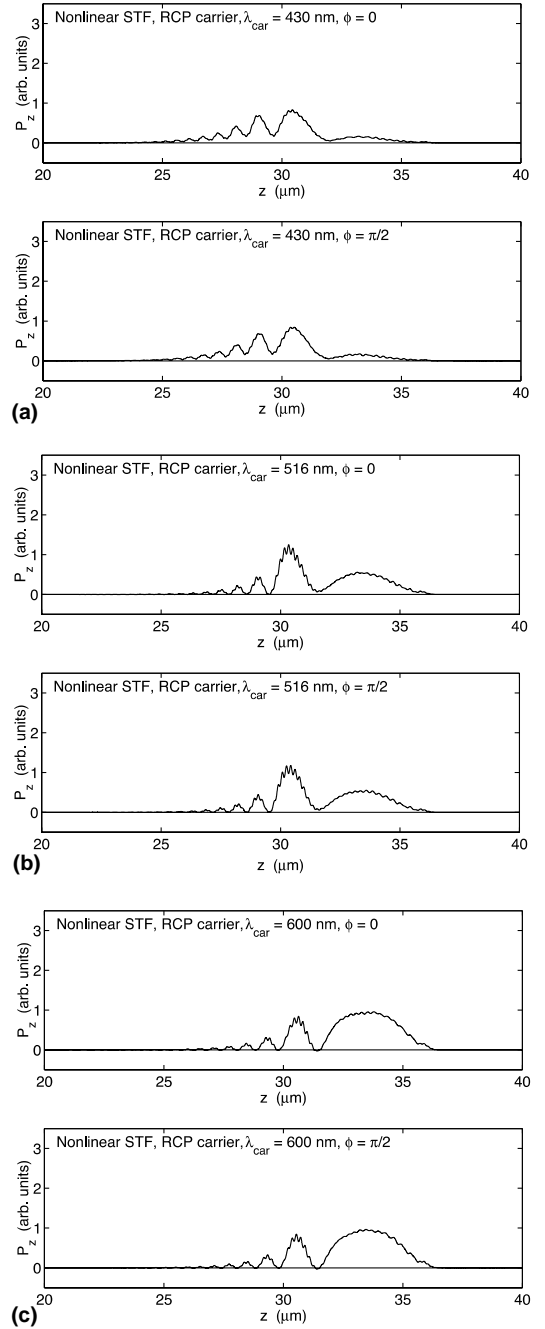 Nonlinear STF, RCP carrier, λcar = 430 nm, φ = 0
P_z (arb. units)
3
2
1
0
20 25 30 35 40
z (μm)
Nonlinear STF, RCP carrier, λcar = 430 nm, φ = π/2
P_z (arb. units)
3
2
1
0
20 25 30 35 40
z (μm)
(a)
Nonlinear STF, RCP carrier, λcar = 516 nm, φ = 0
P_z (arb. units)
3
2
1
0
20 25 30 35 40
z (μm)
Nonlinear STF, RCP carrier, λcar = 516 nm, φ = π/2
P_z (arb. units)
3
2
1
0
20 25 30 35 40
z (μm)
(b)
Nonlinear STF, RCP carrier, λcar = 600 nm, φ = 0
P_z (arb. units)
3
2
1
0
20 25 30 35 40
z (μm)
Nonlinear STF, RCP carrier, λcar = 600 nm, φ = π/2
P_z (arb. units)
3
2
1
0
20 25 30 35 40
z (μm)
(c)